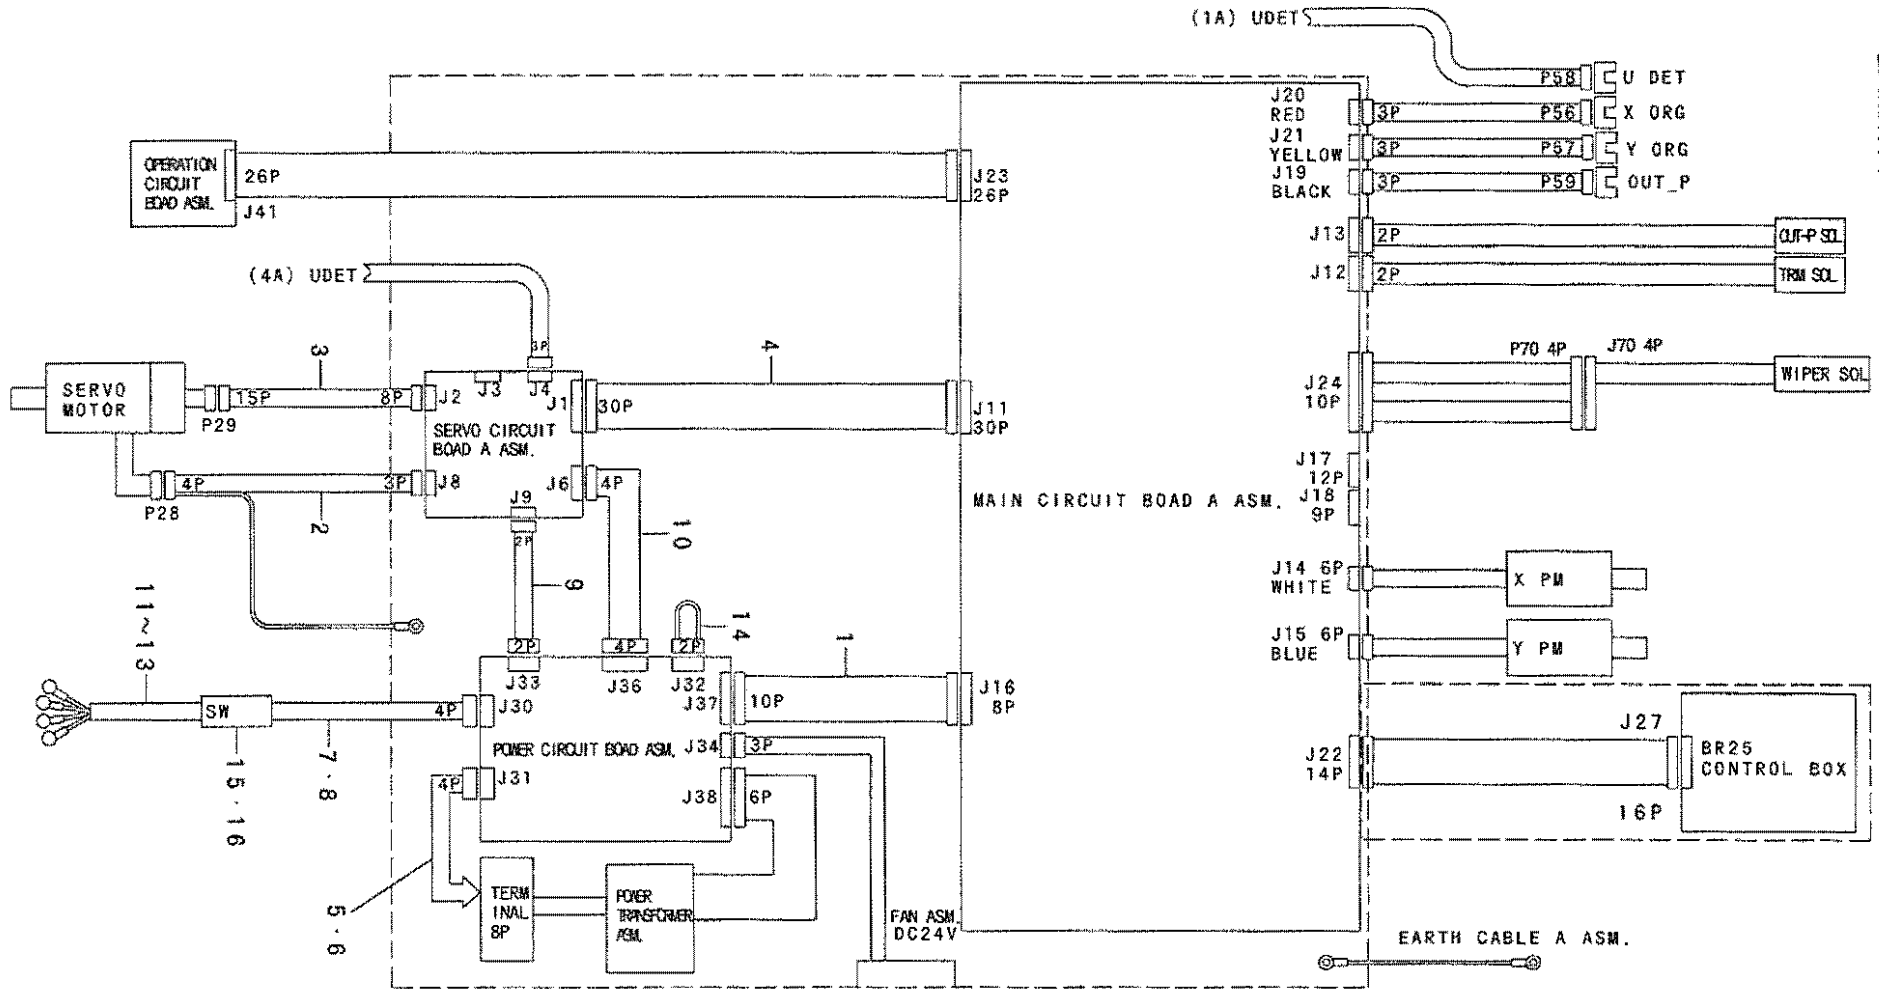 (1A) UDET
P58 U DET
J20
RED 3P P56 X ORG
J21
YELLOW 3P P57 Y ORG
J19
BLACK 3P P59 OUT_P
OPERATION
CIRCUIT
BOAD ASM.
26P
J41
J23
26P
J13 2P OUT-P SOL
J12 2P TRM SOL
(4A) UDET
3P
3
4
P70 4P J70 4P
SERVO
MOTOR
15P 8P J2 J3 J4 J1 30P
P29
J11
30P
J24
10P
WIPER SOL
SERVO CIRCUIT
BOAD A ASM.
4P 3P J8 J6 4P
P28
2
J9
2P
10
9
MAIN CIRCUIT BOAD A ASM.
J17
12P
J18
9P
J14 6P
WHITE
X PM
J15 6P
BLUE
Y PM
11~13
14
1
2P 4P 2P
J33 J36 J32
J37 10P
J16
8P
SW
4P J30
7·8
15·16
POWER CIRCUIT BOAD ASM.
J34 3P
4P J31
J38 6P
J22
14P
J27
16P
BR25
CONTROL BOX
5·6
TERM
INAL
8P
POWER
TRANSFORMER
ASM.
FAN ASM.
DC24V
EARTH CABLE A ASM.